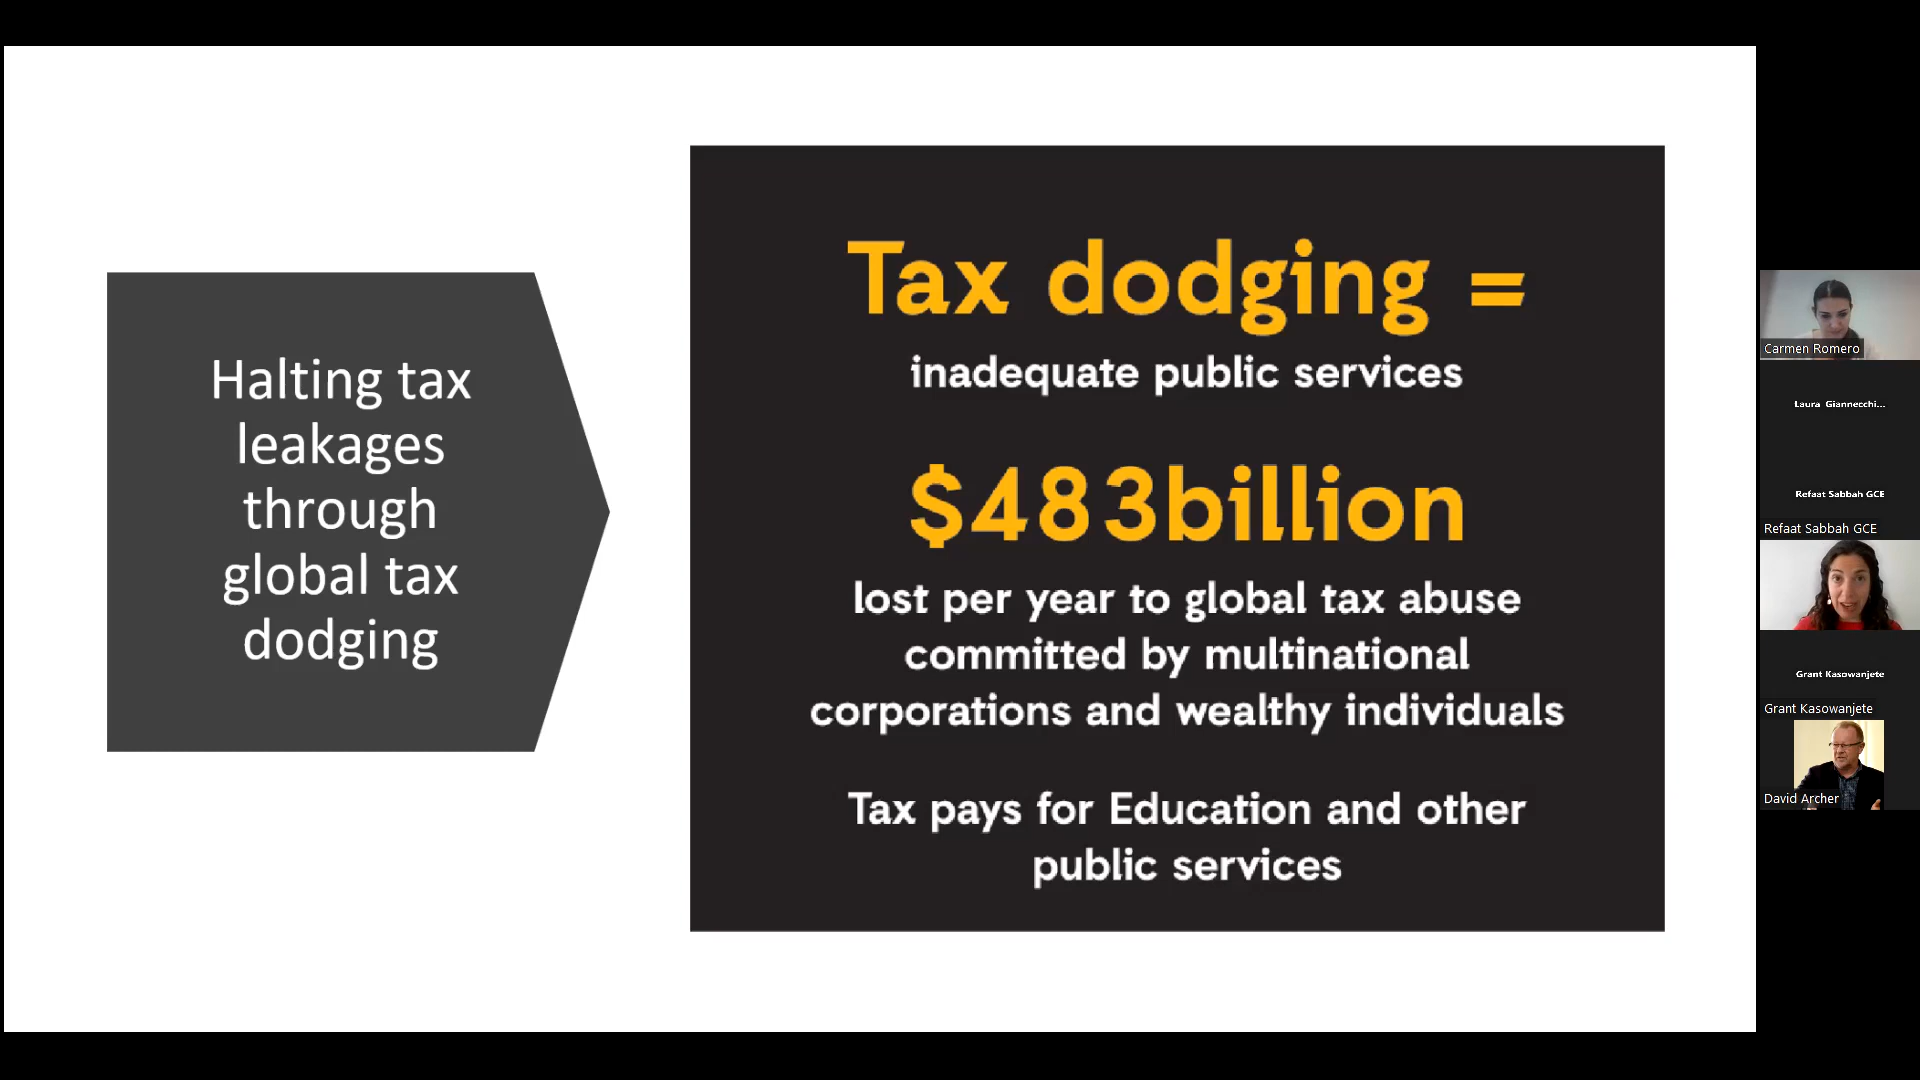 Halting tax
leakages
through
global tax
dodging
Tax dodging =
inadequate public services
$483billion
lost per year to global tax abuse
committed by multinational
corporations and wealthy individuals
Tax pays for Education and other
public services
Carmen Romero
Laura Giannecchi...
Refaat Sabbah GCE
Refaat Sabbah GCE
Grant Kasowanjete
Grant Kasowanjete
David Archer